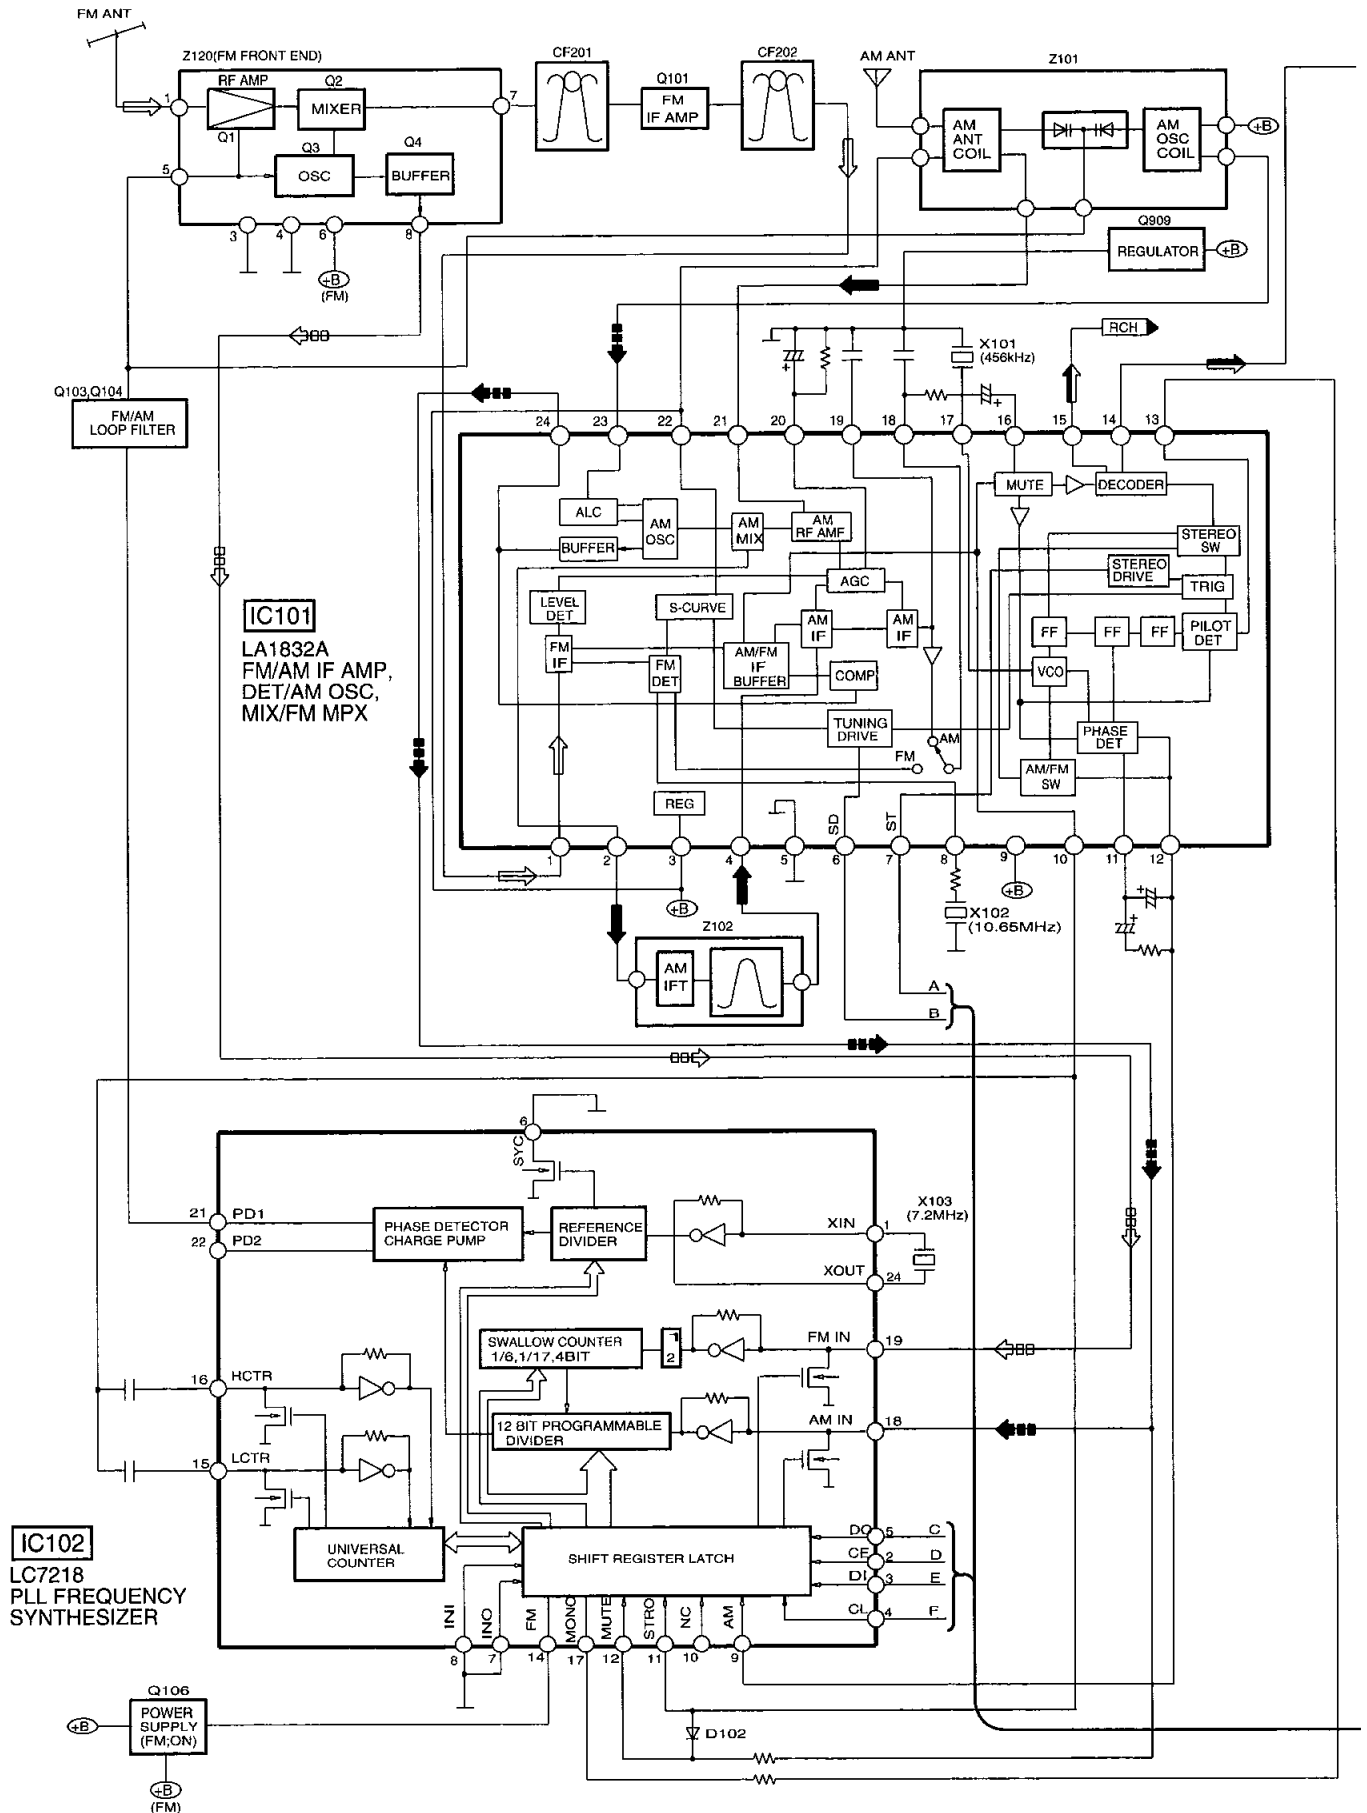 FM ANT
Z120(FM FRONT END)
RF AMP
Q2
MIXER
Q1
Q3
OSC
Q4
BUFFER
1
7
5
3
4
6
8
+B
(FM)
CF201
Q101
FM
IF AMP
CF202
AM ANT
Z101
AM
ANT
COIL
AM
OSC
COIL
+B
Q909
REGULATOR
+B
Q103,Q104
FM/AM
LOOP FILTER
X101
(456kHz)
RCH
24
23
22
21
20
19
18
17
16
15
14
13
ALC
AM
OSC
BUFFER
AM
MIX
AM
RF AMF
MUTE
DECODER
STEREO
SW
STEREO
DRIVE
TRIG
AGC
LEVEL
DET
S-CURVE
AM
IF
AM
IF
FM
IF
FM
DET
AM/FM
IF
BUFFER
COMP
FF
FF
FF
PILOT
DET
VCO
TUNING
DRIVE
PHASE
DET
AM
FM
AM/FM
SW
REG
SD
ST
IC101
LA1832A
FM/AM IF AMP,
DET/AM OSC,
MIX/FM MPX
1
2
3
4
5
6
7
8
9
10
11
12
+B
+B
X102
(10.65MHz)
Z102
AM
IFT
A
B
6
SYC
21
PD1
22
PD2
PHASE DETECTOR
CHARGE PUMP
REFERENCE
DIVIDER
XIN
1
X103
(7.2MHz)
XOUT
24
SWALLOW COUNTER
1/6,1/17,4BIT
1
2
FM IN
19
16
HCTR
12 BIT PROGRAMMABLE
DIVIDER
AM IN
18
15
LCTR
UNIVERSAL
COUNTER
SHIFT REGISTER LATCH
DO
5
C
CE
2
D
DI
3
E
CL
4
F
IC102
LC7218
PLL FREQUENCY
SYNTHESIZER
INI
INO
FM
MONO
MUTE
STRO
NC
AM
8
7
14
17
12
11
10
9
Q106
POWER
SUPPLY
(FM;ON)
+B
+B
(FM)
D102